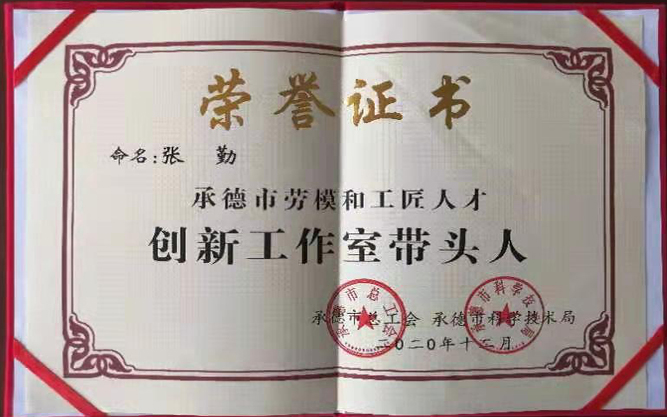 荣誉证书
命名:张 勤
承德市劳模和工匠人才
创新工作室带头人
承德市总工会 承德市科学技术局
二〇二〇年十二月